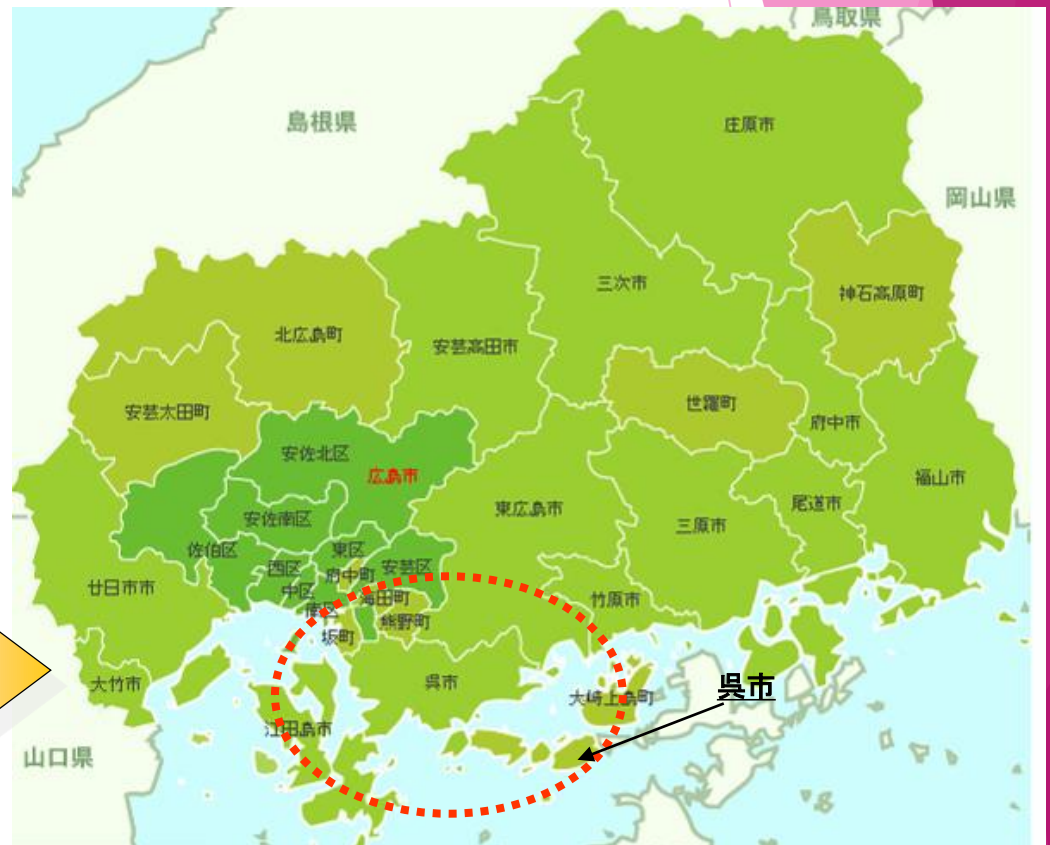 鳥取県
島根県
庄原市
岡山県
三次市
神石高原町
北広島町
安芸高田市
安芸太田町
世羅町
府中市
安佐北区
広島市
福山市
東広島市
尾道市
安佐南区
三原市
佐伯区
東区
西区
府中町
安芸区
廿日市市
中区
海田町
竹原市
南区
熊野町
坂町
大竹市
呉市
大崎上島町
呉市
江田島市
山口県